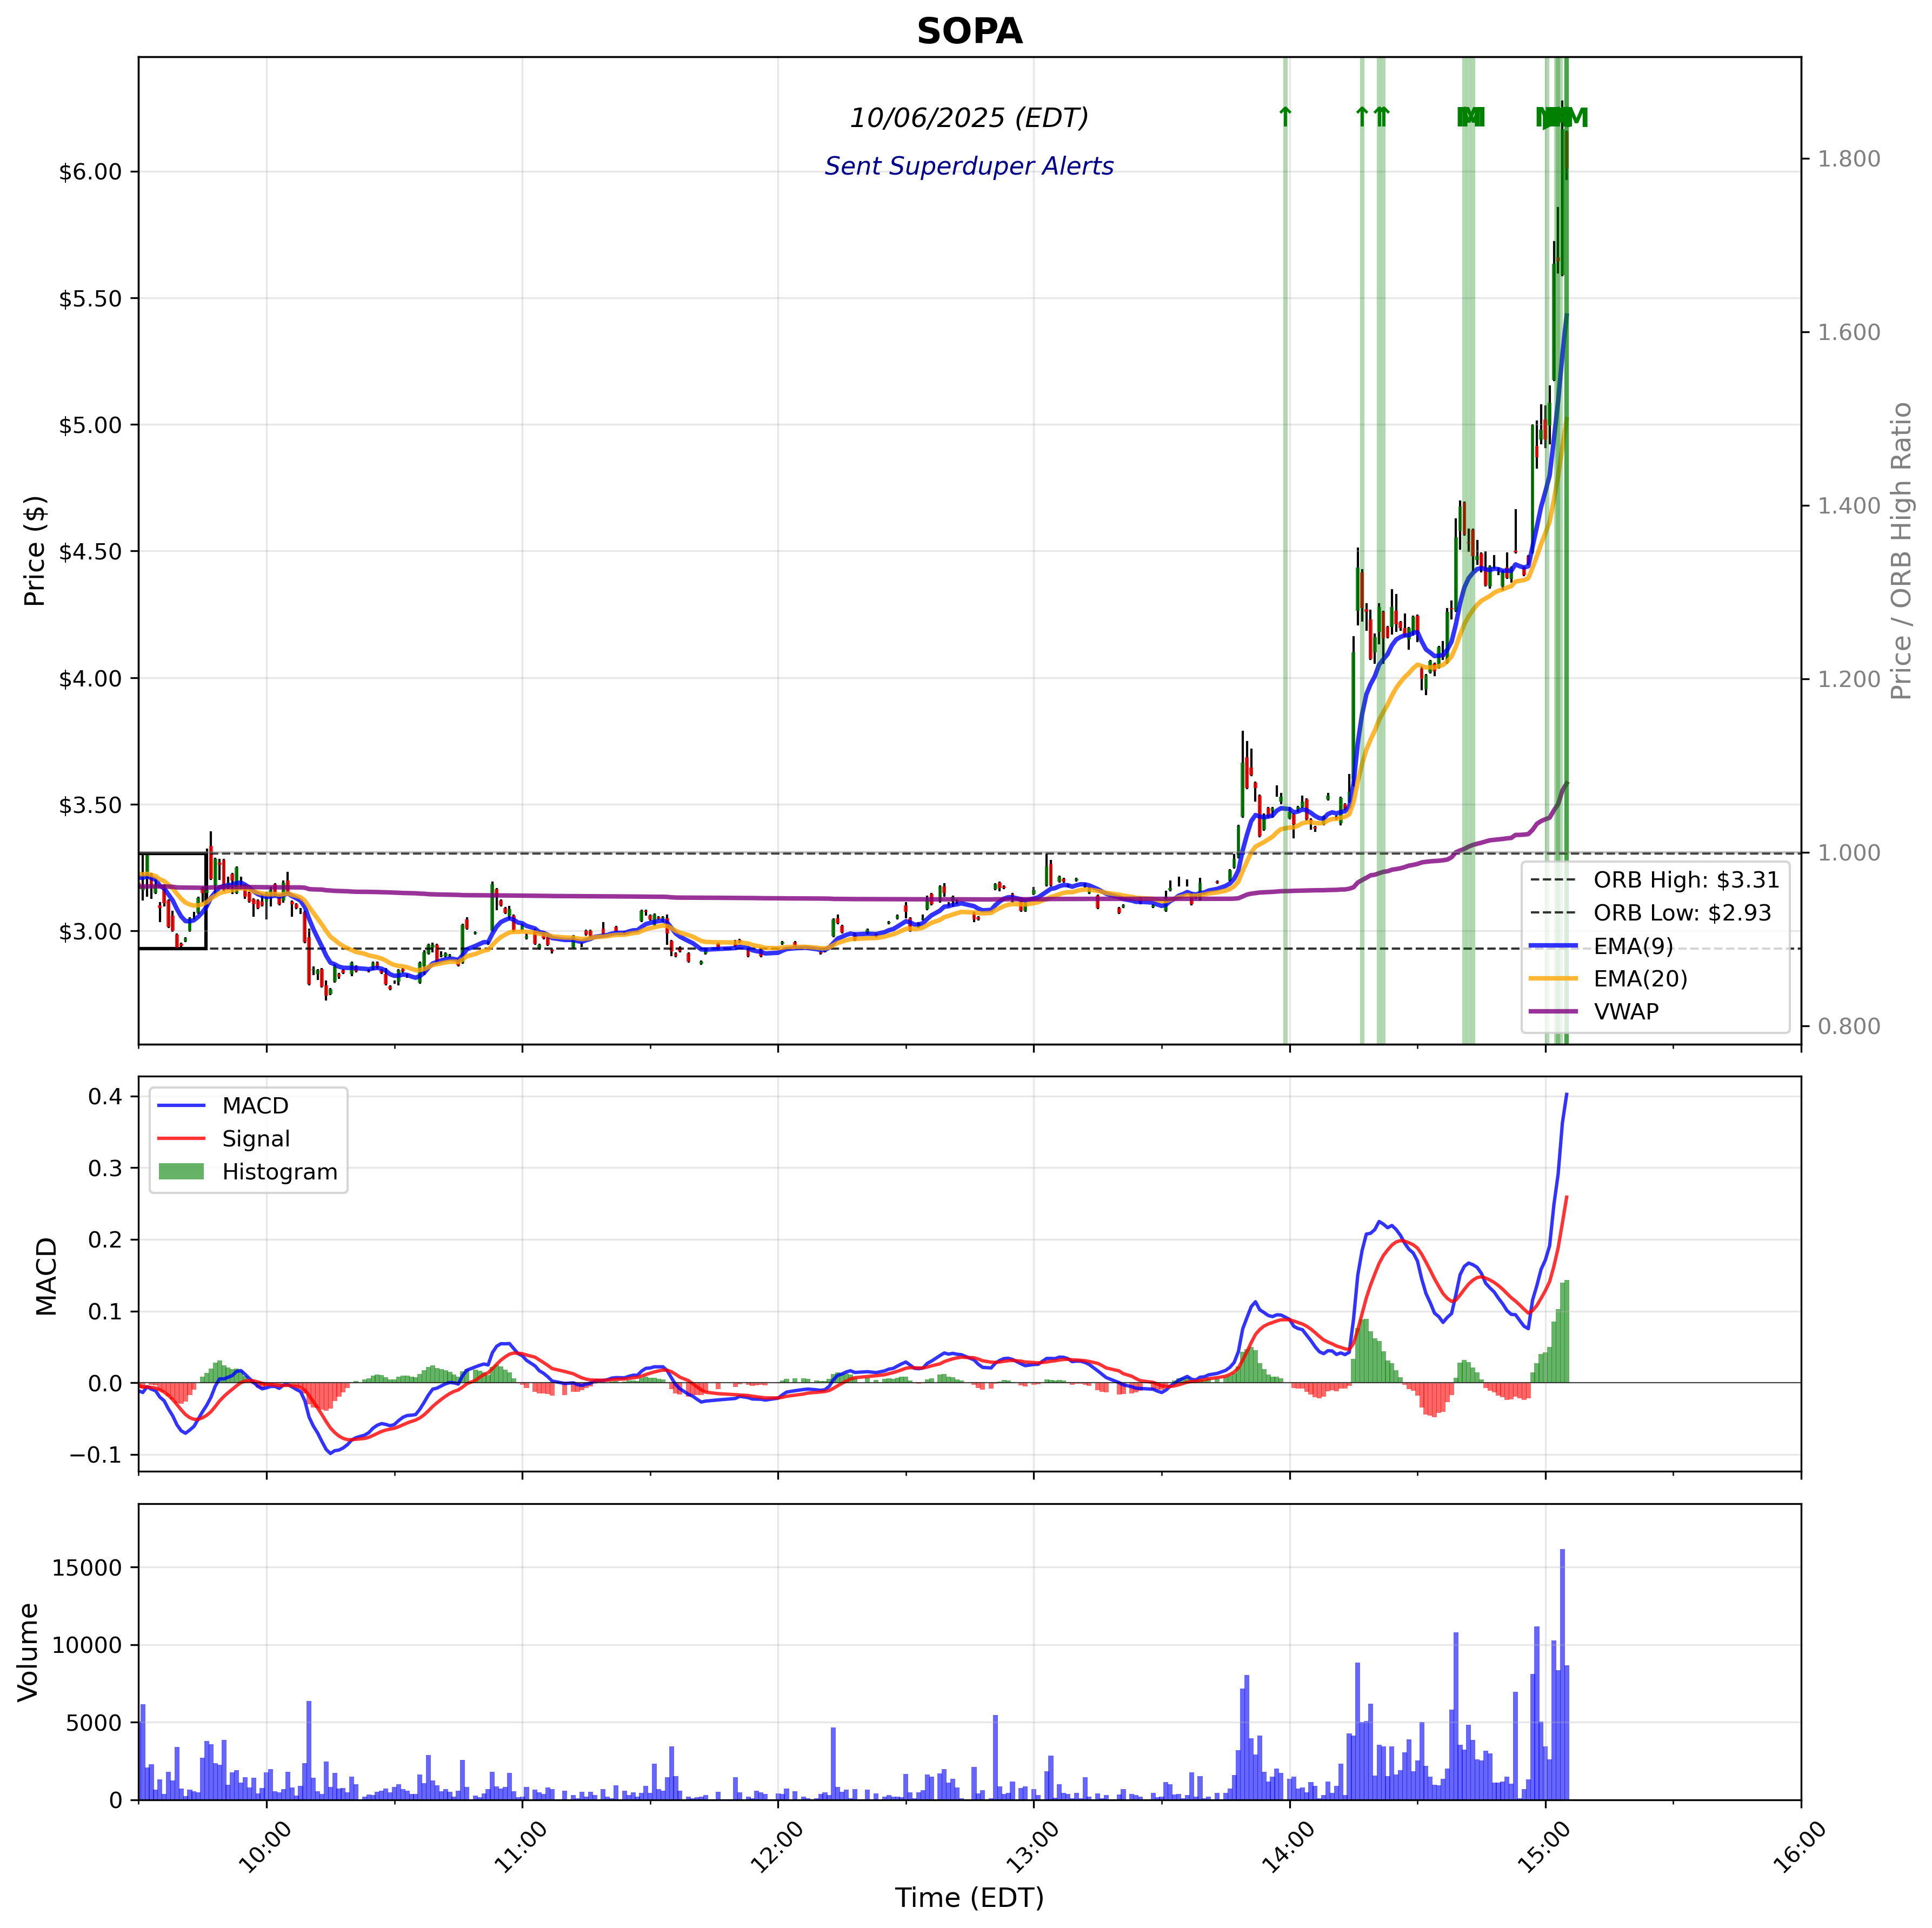 SOPA
10/06/2025 (EDT)
Sent Superduper Alerts
↑ ↑ ↑ ↑
$6.00
$5.50
$5.00
$4.50
$4.00
$3.50
$3.00
Price ($)
1.800
1.600
1.400
1.200
1.000
0.800
Price / ORB High Ratio
ORB High: $3.31
ORB Low: $2.93
EMA(9)
EMA(20)
VWAP
0.4
0.3
0.2
0.1
0.0
−0.1
MACD
MACD
Signal
Histogram
15000
10000
5000
0
Volume
10:00
11:00
12:00
13:00
14:00
15:00
16:00
Time (EDT)